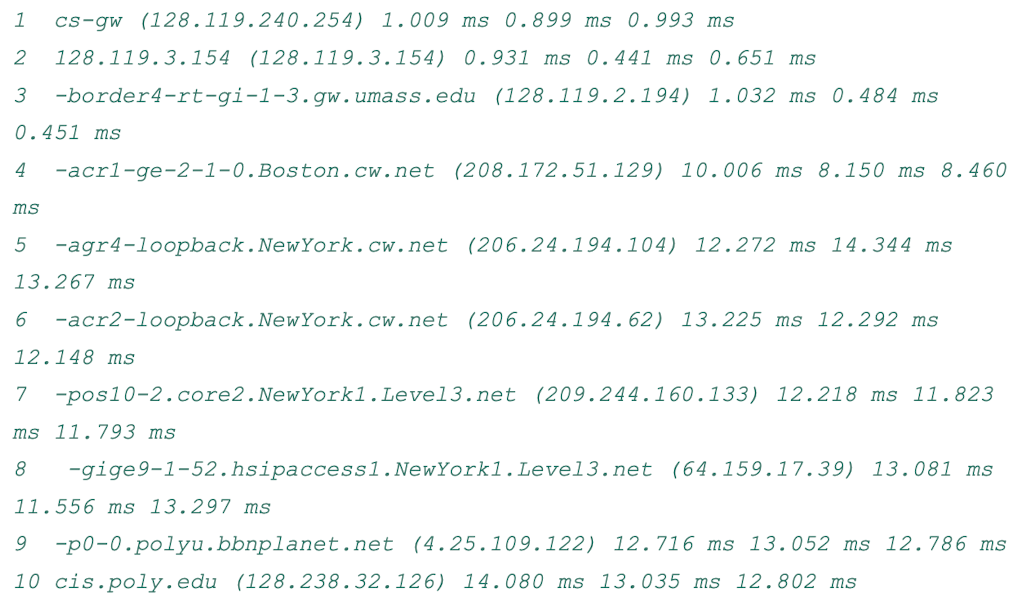 1 cs-gw (128.119.240.254) 1.009 ms 0.899 ms 0.993 ms
2 128.119.3.154 (128.119.3.154) 0.931 ms 0.441 ms 0.651 ms
3 -border4-rt-gi-1-3.gw.umass.edu (128.119.2.194) 1.032 ms 0.484 ms
0.451 ms
4 -acr1-ge-2-1-0.Boston.cw.net (208.172.51.129) 10.006 ms 8.150 ms 8.460
ms
5 -agr4-loopback.NewYork.cw.net (206.24.194.104) 12.272 ms 14.344 ms
13.267 ms
6 -acr2-loopback.NewYork.cw.net (206.24.194.62) 13.225 ms 12.292 ms
12.148 ms
7 -pos10-2.core2.NewYork1.Level3.net (209.244.160.133) 12.218 ms 11.823
ms 11.793 ms
8 -gige9-1-52.hsipaccess1.NewYork1.Level3.net (64.159.17.39) 13.081 ms
11.556 ms 13.297 ms
9 -p0-0.polyu.bbnplanet.net (4.25.109.122) 12.716 ms 13.052 ms 12.786 ms
10 cis.poly.edu (128.238.32.126) 14.080 ms 13.035 ms 12.802 ms